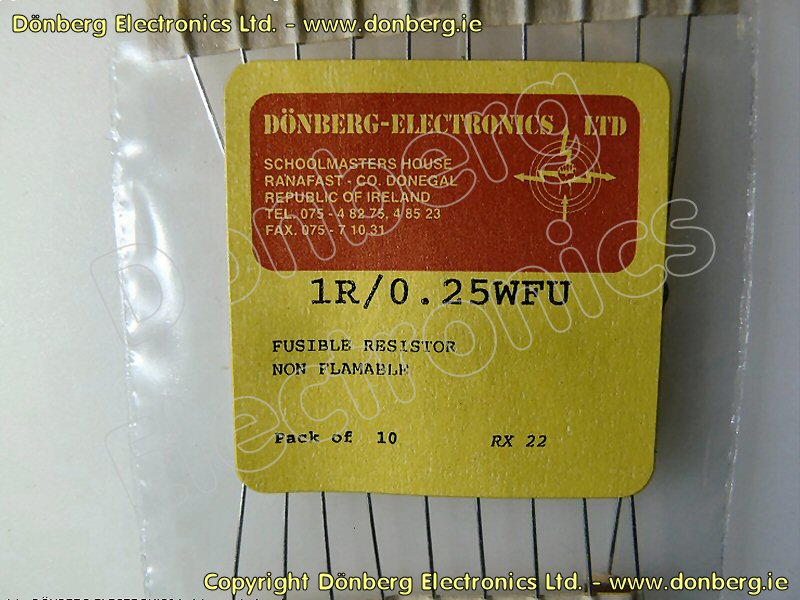 Dönberg Electronics Ltd. - www.donberg.ie
DÖNBERG-ELECTRONICS LTD
SCHOOLMASTERS HOUSE
RANAFAST - CO. DONEGAL
REPUBLIC OF IRELAND
TEL. 075 - 4 82 75, 4 85 23
FAX. 075 - 7 10 31
1R/0.25WFU
FUSIBLE RESISTOR
NON FLAMABLE
Pack of 10 RX 22
Dönberg
Electronics
Copyright Dönberg Electronics Ltd. - www.donberg.ie